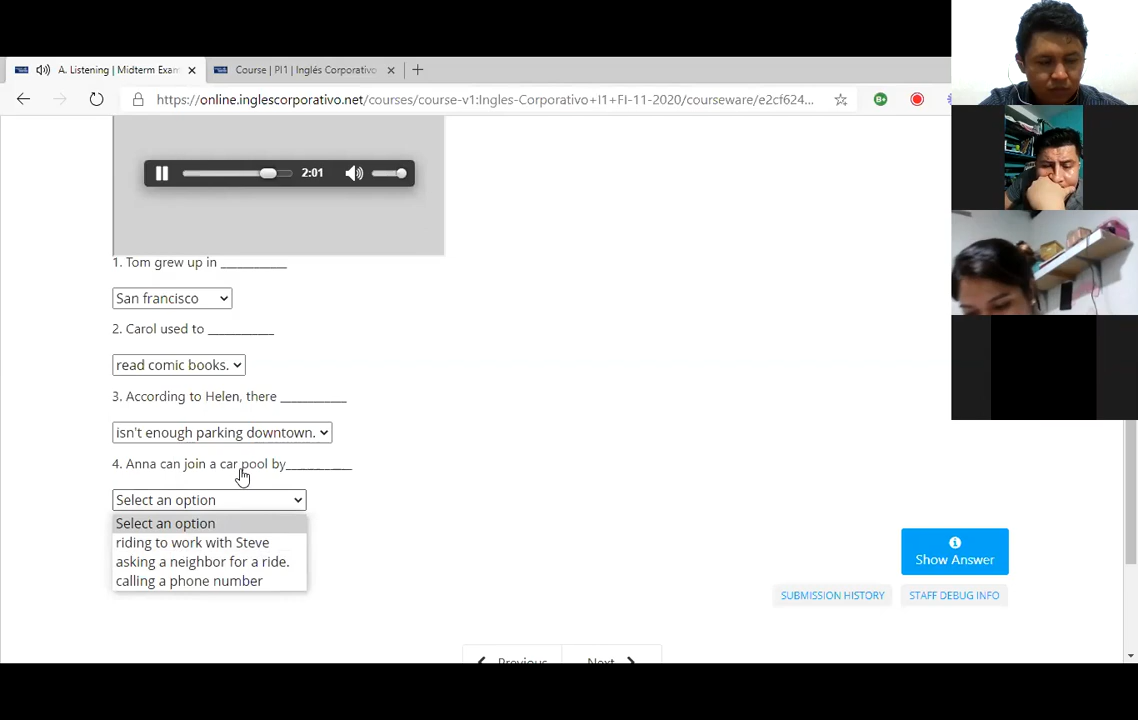 A. Listening | Midterm Exam
Course | PI1 | Inglés Corporativo
https://online.inglescorporativo.net/courses/course-v1:Ingles-Corporativo+I1+FI-11-2020/courseware/e2cf624...
2:01
1. Tom grew up in ___________
San francisco
2. Carol used to ___________
read comic books.
3. According to Helen, there ___________
isn't enough parking downtown.
4. Anna can join a car pool by___________
Select an option
Select an option
riding to work with Steve
asking a neighbor for a ride.
calling a phone number
Show Answer
SUBMISSION HISTORY
STAFF DEBUG INFO
Previous
Next